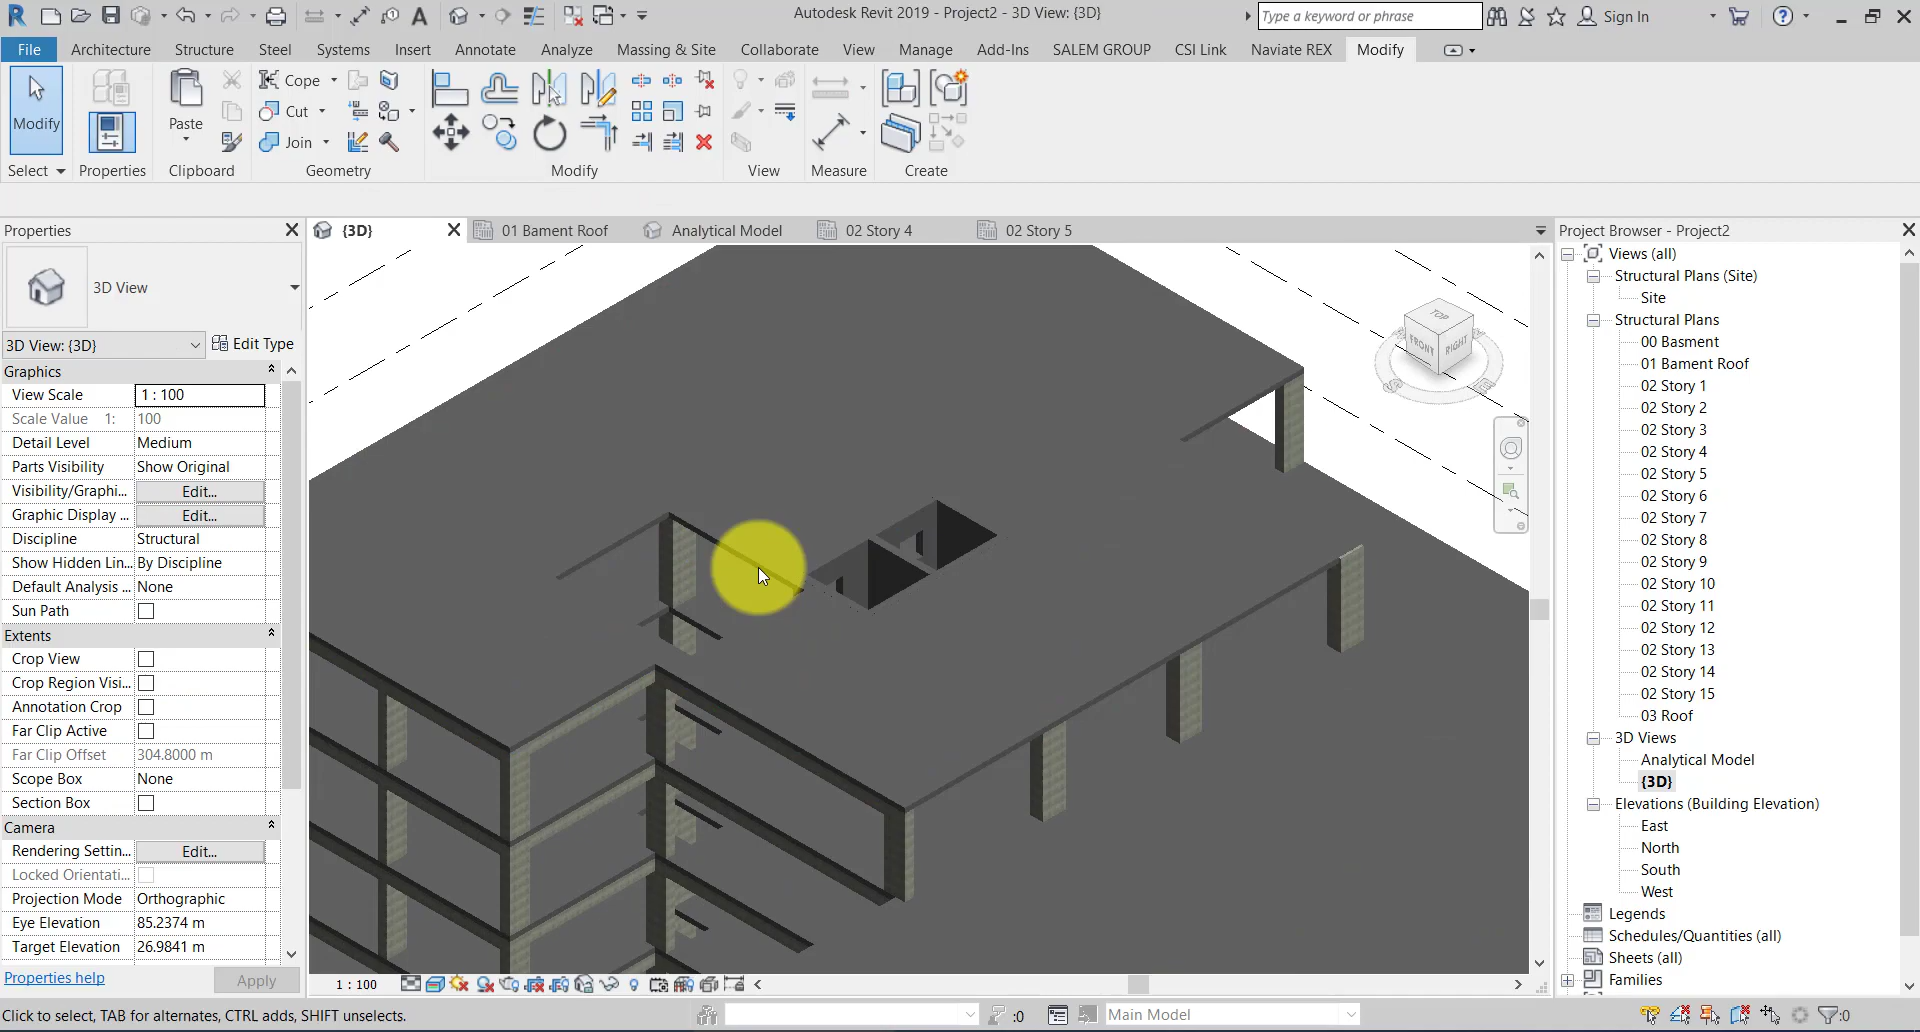 Autodesk Revit 2019 - Project2 - 3D View: {3D}
Type a keyword or phrase
Sign In
File
Architecture
Structure
Steel
Systems
Insert
Annotate
Analyze
Massing & Site
Collaborate
View
Manage
Add-Ins
SALEM GROUP
CSI Link
Naviate REX
Modify
Modify
Paste
Cope
Cut
Join
Select
Properties
Clipboard
Geometry
Modify
View
Measure
Create
Properties
{3D}
01 Bament Roof
Analytical Model
02 Story 4
02 Story 5
Project Browser - Project2
3D View
3D View: {3D}
Edit Type
Graphics
View Scale 1 : 100
Scale Value 1: 100
Detail Level Medium
Parts Visibility Show Original
Visibility/Graphi... Edit...
Graphic Display ... Edit...
Discipline Structural
Show Hidden Lin... By Discipline
Default Analysis ... None
Sun Path
Extents
Crop View
Crop Region Visi...
Annotation Crop
Far Clip Active
Far Clip Offset 304.8000 m
Scope Box None
Section Box
Camera
Rendering Settin... Edit...
Locked Orientati...
Projection Mode Orthographic
Eye Elevation 85.2374 m
Target Elevation 26.9841 m
Properties help
Apply
TOP
FRONT
RIGHT
S
E
Views (all)
Structural Plans (Site)
Site
Structural Plans
00 Basment
01 Bament Roof
02 Story 1
02 Story 2
02 Story 3
02 Story 4
02 Story 5
02 Story 6
02 Story 7
02 Story 8
02 Story 9
02 Story 10
02 Story 11
02 Story 12
02 Story 13
02 Story 14
02 Story 15
03 Roof
3D Views
Analytical Model
{3D}
Elevations (Building Elevation)
East
North
South
West
Legends
Schedules/Quantities (all)
Sheets (all)
Families
1 : 100
Click to select, TAB for alternates, CTRL adds, SHIFT unselects.
:0
Main Model
:0